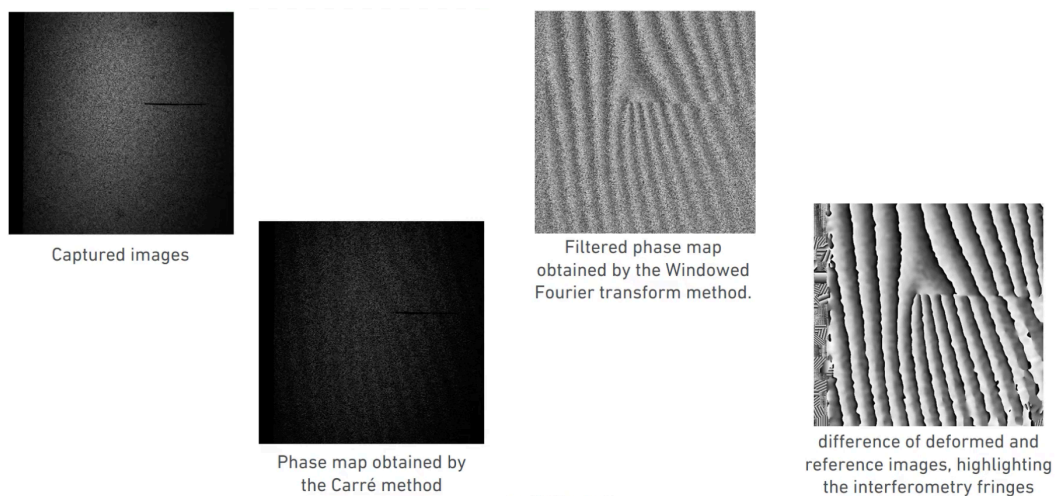 Captured images
Phase map obtained by
the Carré method
Filtered phase map
obtained by the Windowed
Fourier transform method.
difference of deformed and
reference images, highlighting
the interferometry fringes